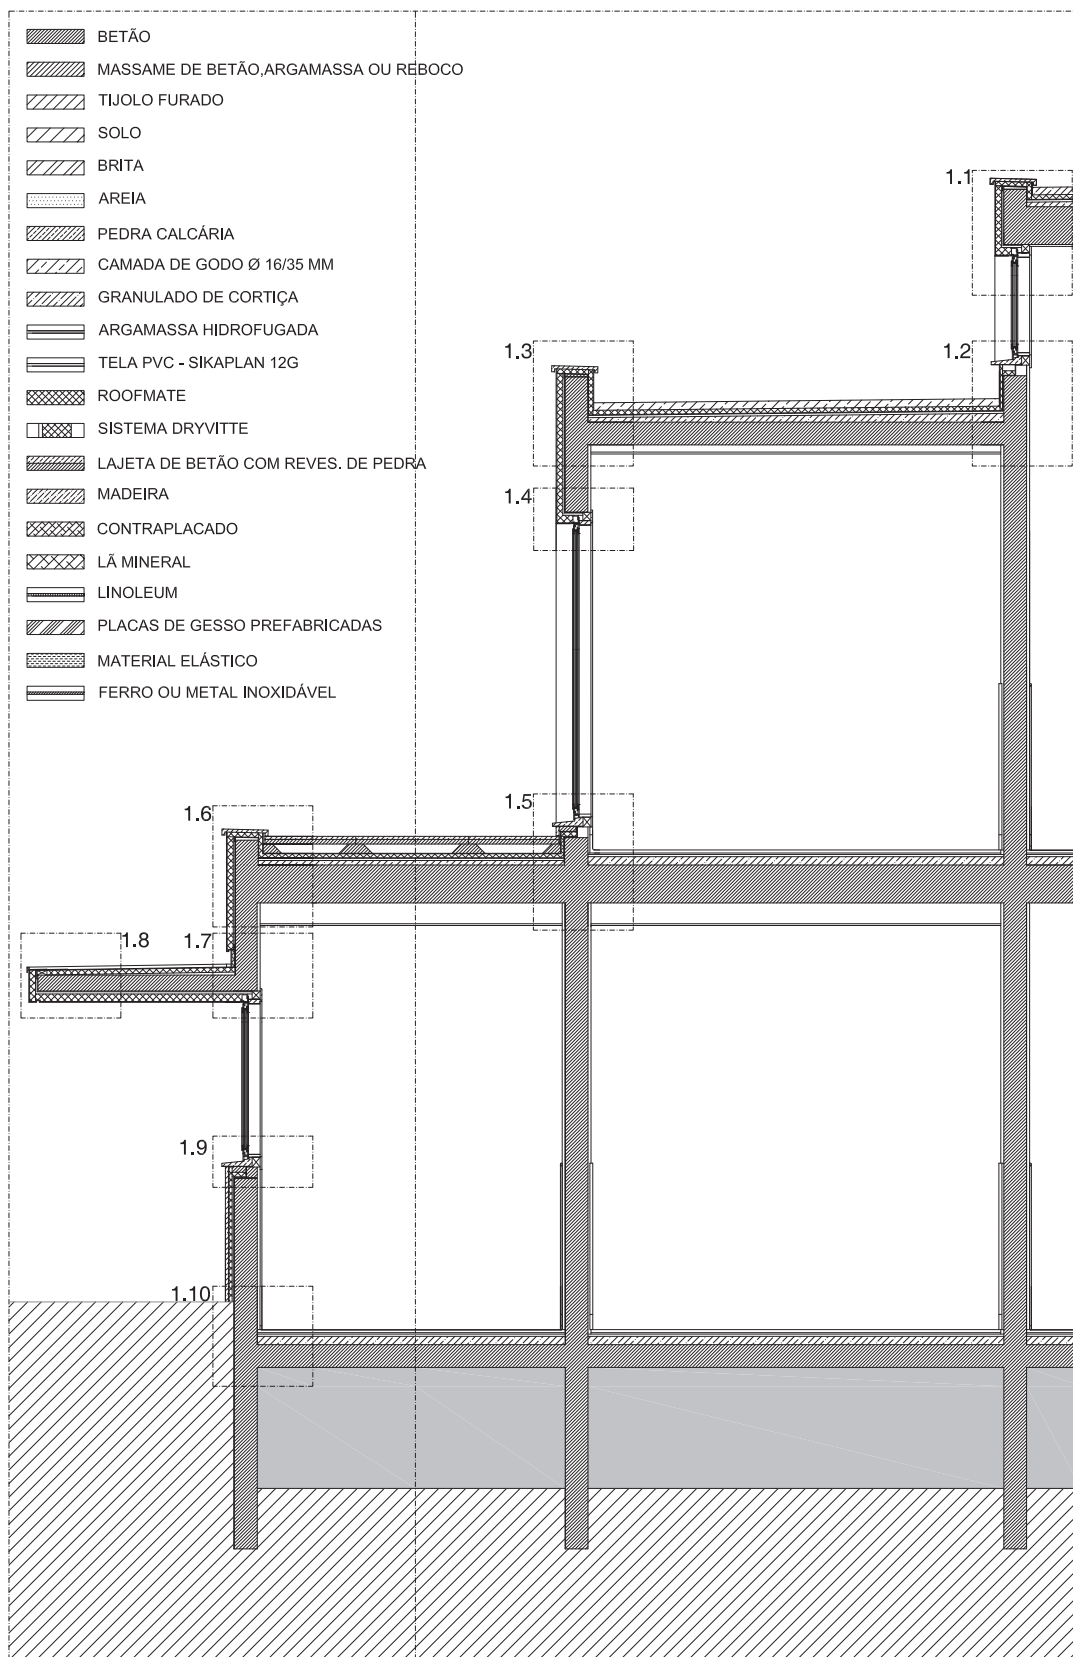 BETÃO
MASSAME DE BETÃO,ARGAMASSA OU REBOCO
TIJOLO FURADO
SOLO
BRITA
AREIA
PEDRA CALCÁRIA
CAMADA DE GODO Ø 16/35 MM
GRANULADO DE CORTIÇA
ARGAMASSA HIDROFUGADA
TELA PVC - SIKAPLAN 12G
ROOFMATE
SISTEMA DRYVITTE
LAJETA DE BETÃO COM REVES. DE PEDRA
MADEIRA
CONTRAPLACADO
LÃ MINERAL
LINOLEUM
PLACAS DE GESSO PREFABRICADAS
MATERIAL ELÁSTICO
FERRO OU METAL INOXIDÁVEL
1.1
1.2
1.3
1.4
1.5
1.6
1.7
1.8
1.9
1.10